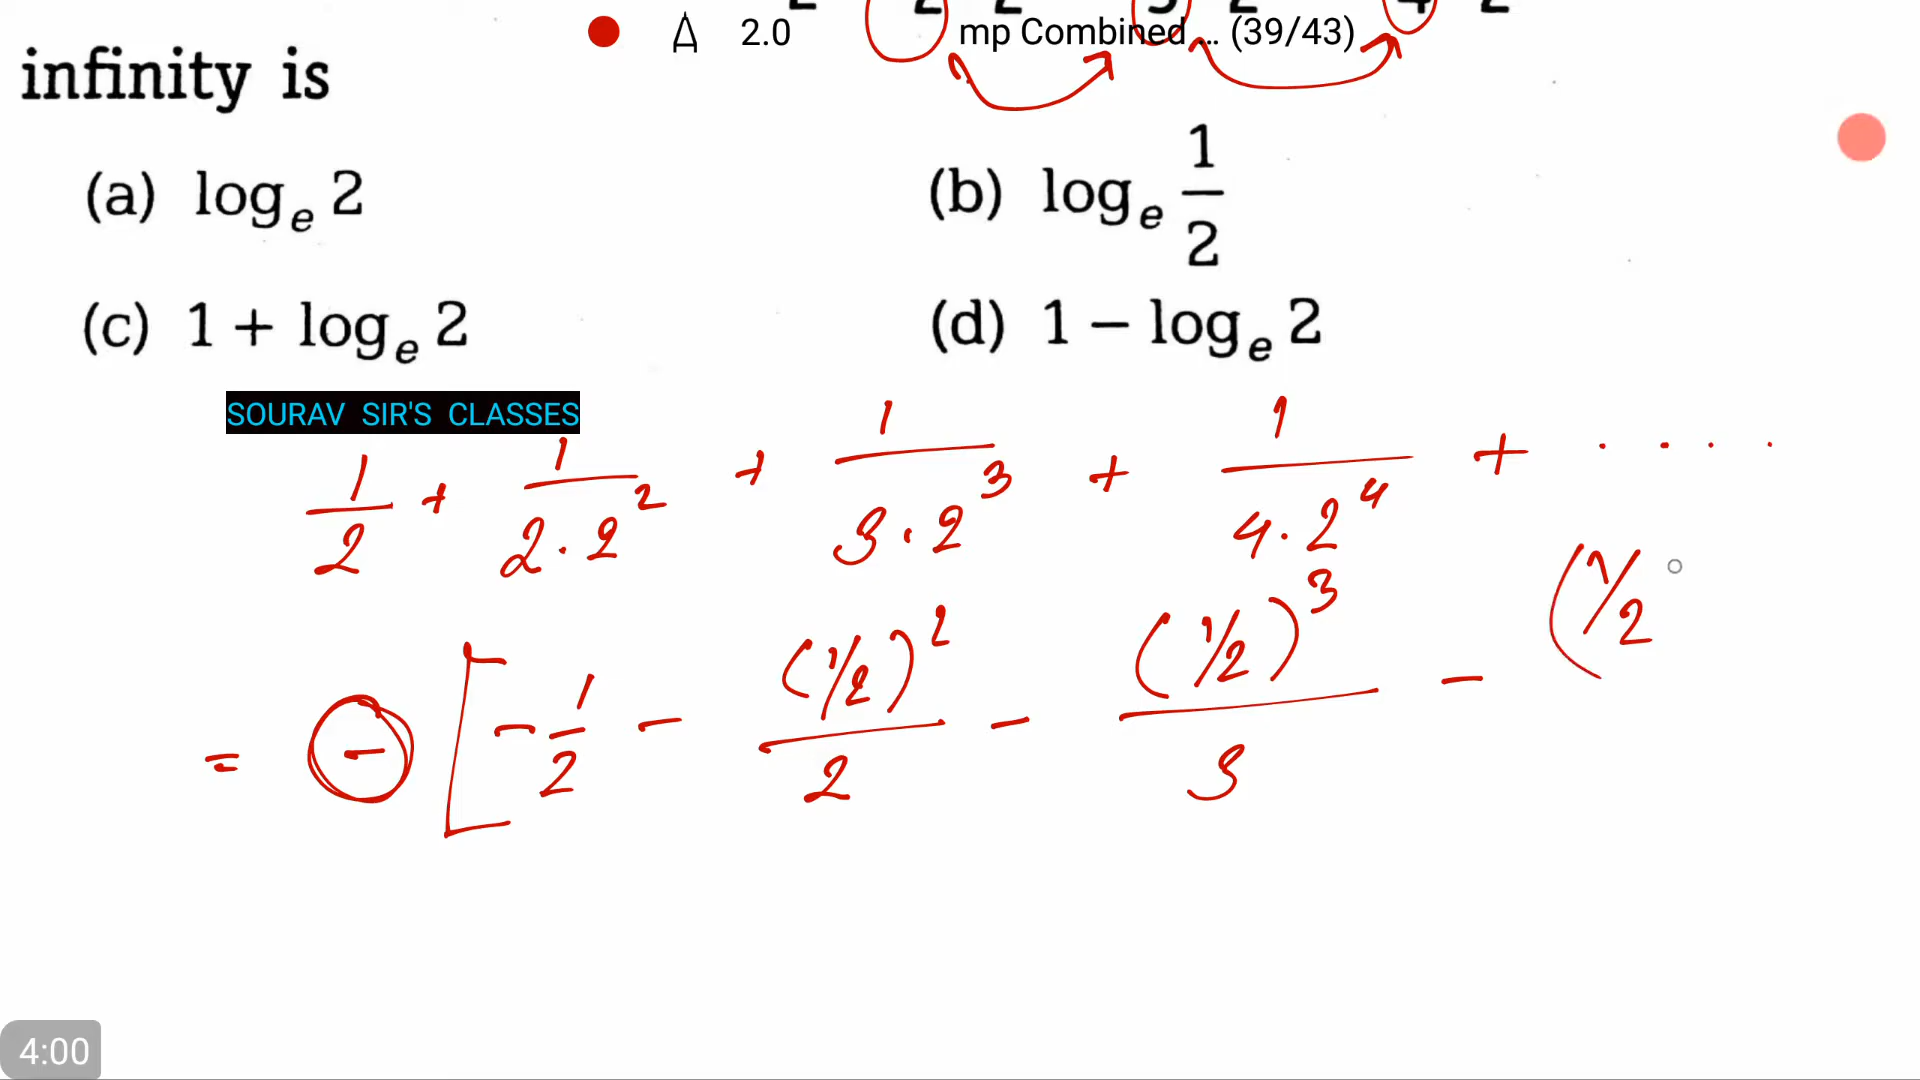 2.0 mp Combined ... (39/43)
infinity is
(a) logₑ 2
(b) logₑ 1/2
(c) 1 + logₑ 2
(d) 1 − logₑ 2
SOURAV SIR'S CLASSES
1/2 + 1/(2·2²) + 1/(3·2³) + 1/(4·2⁴) + .....
= − [ −1/2 − (1/2)²/2 − (1/2)³/3 − (1/2
4:00